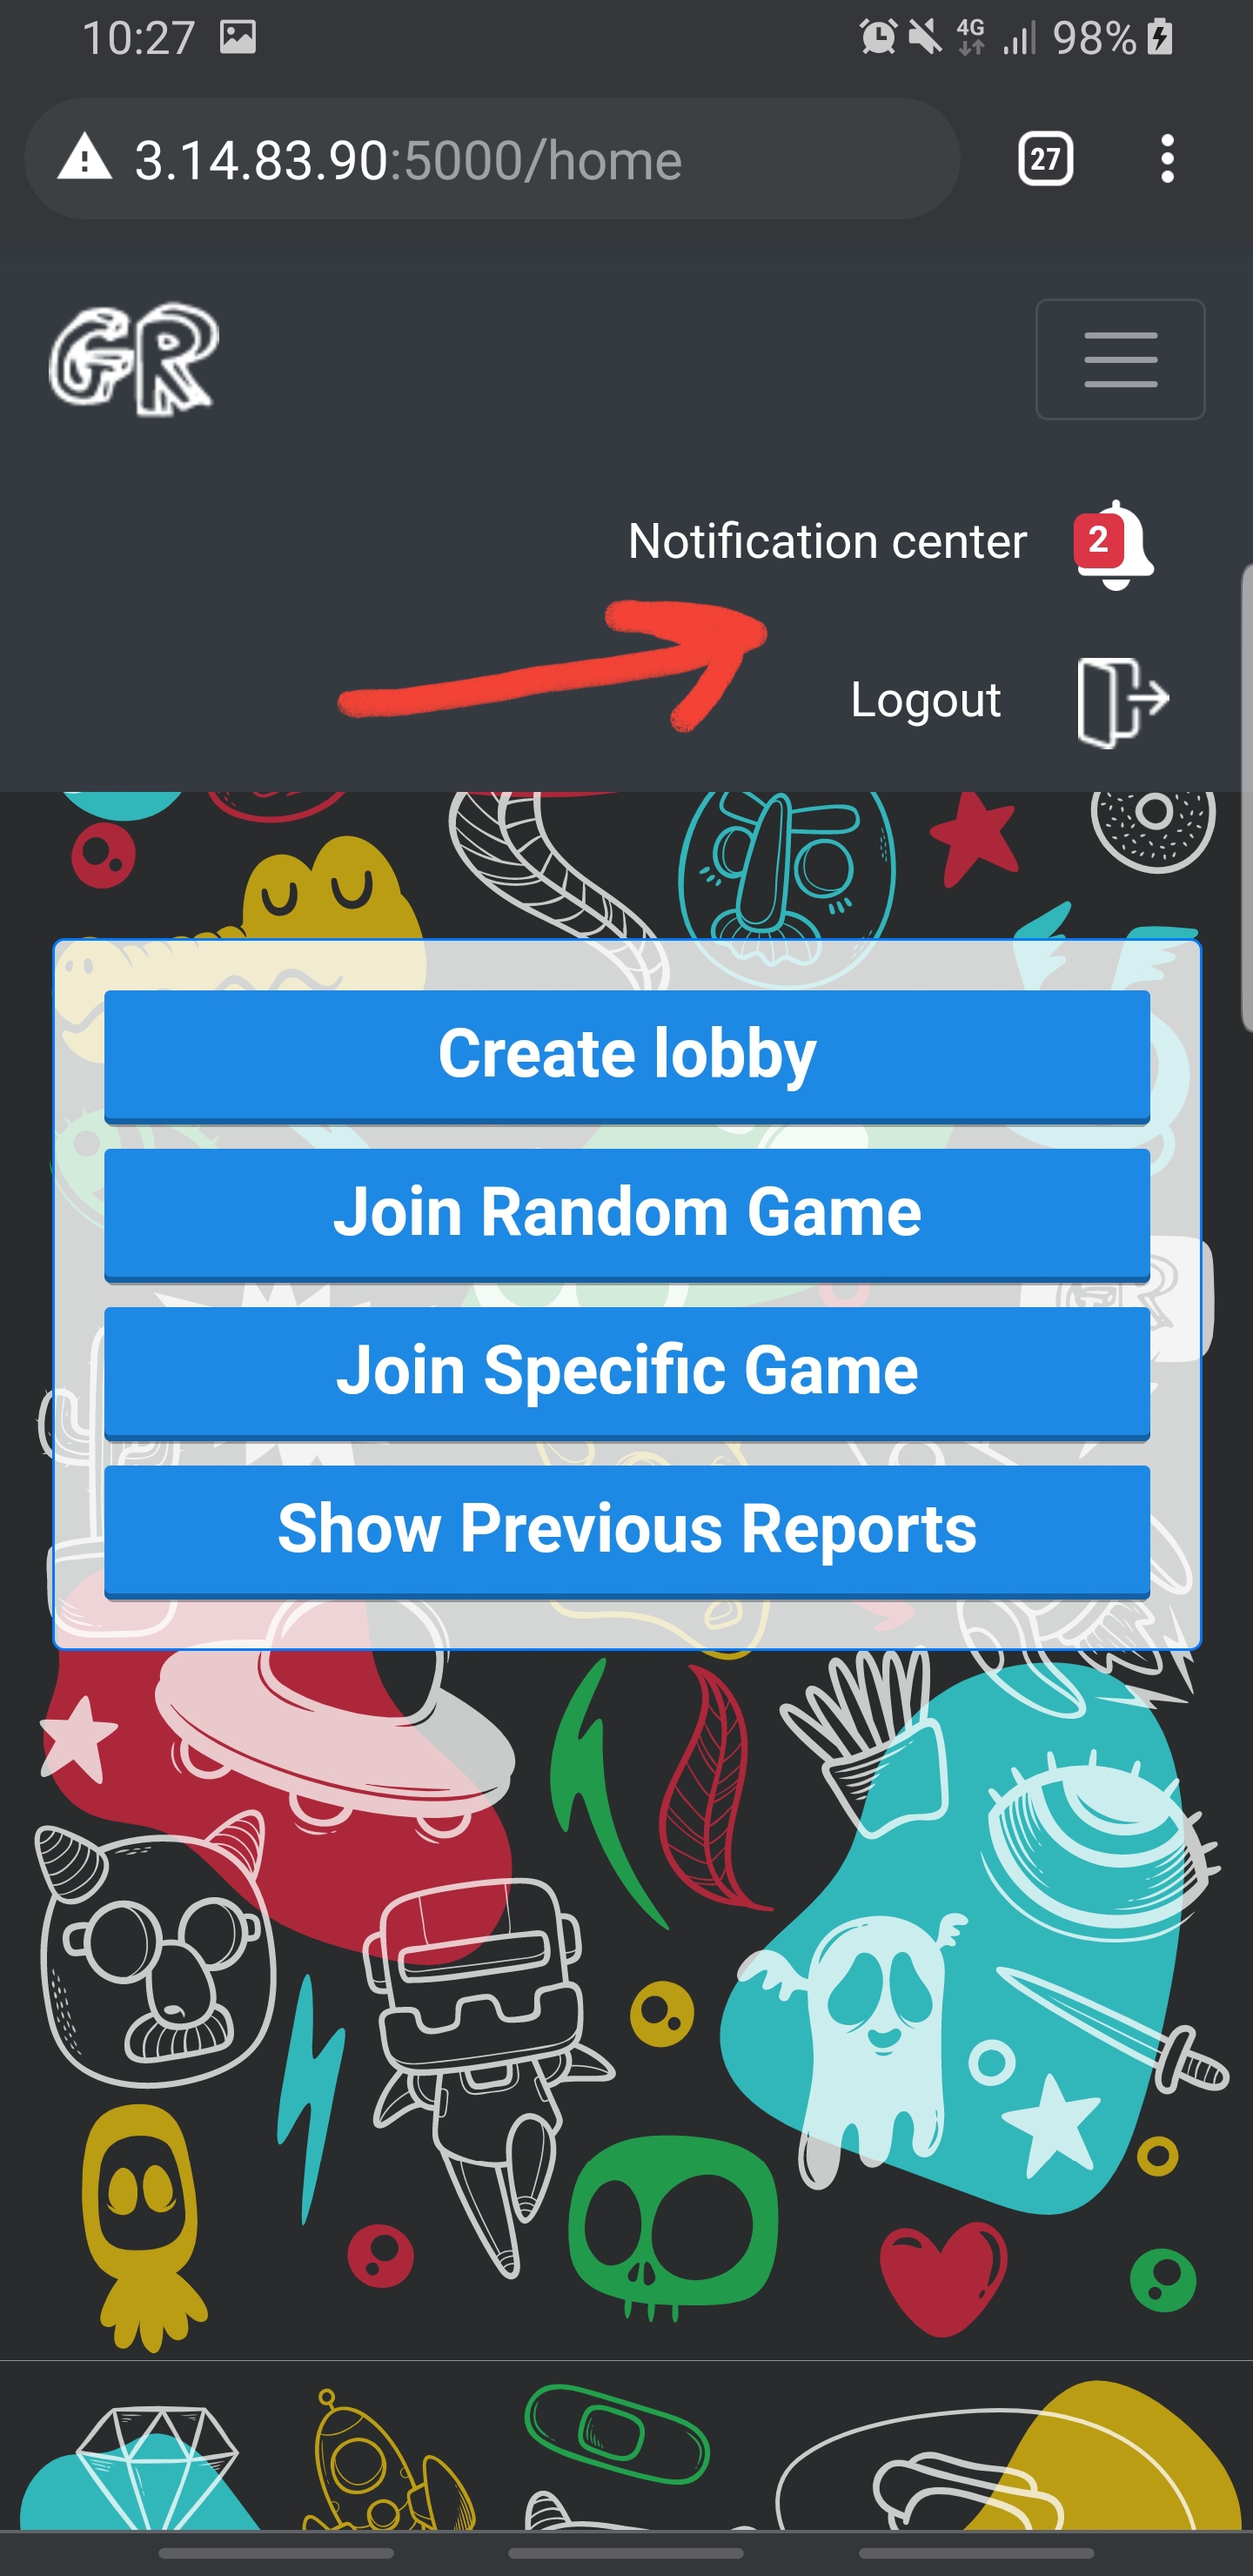 10:27 4G 98%
3.14.83.90:5000/home 27
GR
Notification center 2
Logout
Create lobby
Join Random Game
Join Specific Game
Show Previous Reports
GR